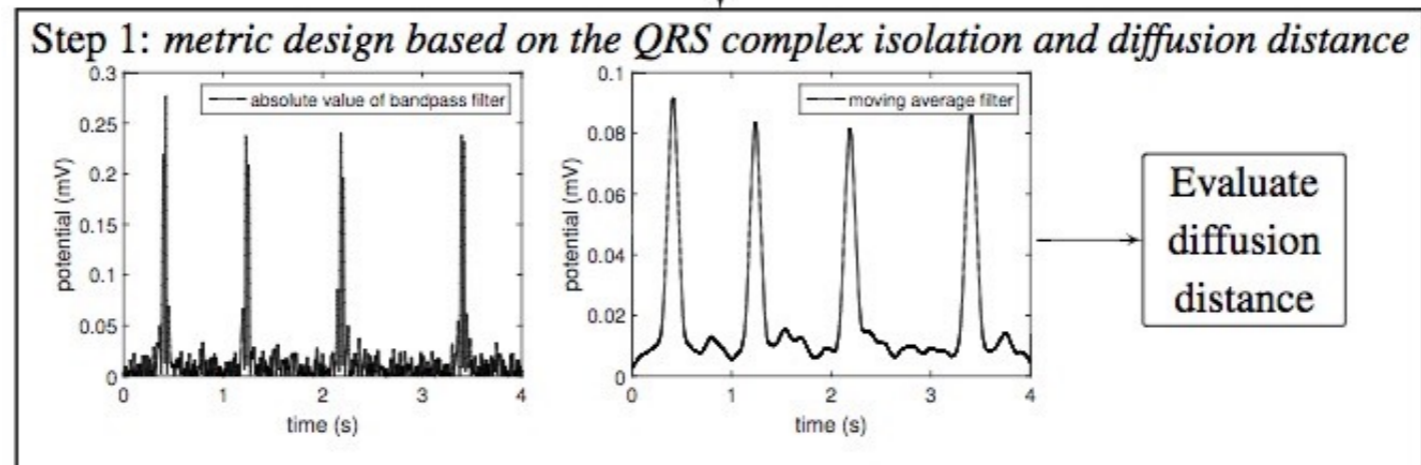 Step 1: metric design based on the QRS complex isolation and diffusion distance
0.3
0.25
0.2
0.15
0.1
0.05
0
potential (mV)
absolute value of bandpass filter
0 1 2 3 4
time (s)
0.1
0.08
0.06
0.04
0.02
0
potential (mV)
moving average filter
0 1 2 3 4
time (s)
Evaluate
diffusion
distance